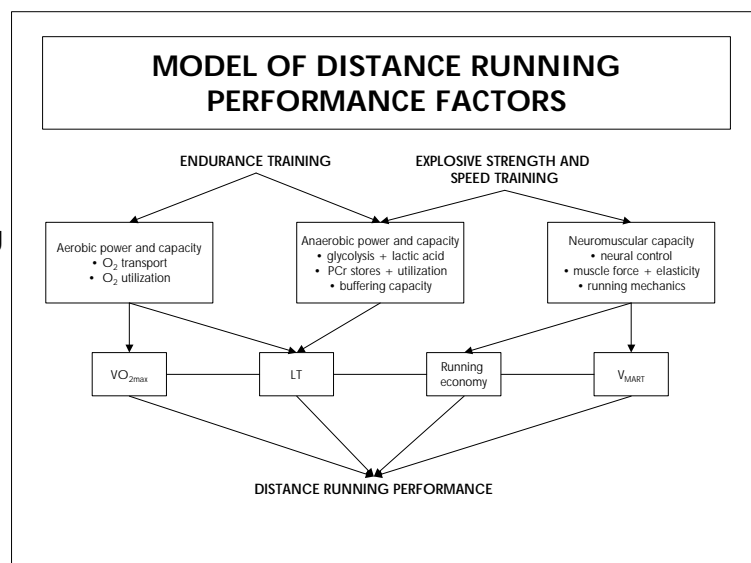 MODEL OF DISTANCE RUNNING
PERFORMANCE FACTORS
ENDURANCE TRAINING
EXPLOSIVE STRENGTH AND
SPEED TRAINING
Aerobic power and capacity
• O₂ transport
• O₂ utilization
Anaerobic power and capacity
• glycolysis + lactic acid
• PCr stores + utilization
• buffering capacity
Neuromuscular capacity
• neural control
• muscle force + elasticity
• running mechanics
VO₂max
LT
Running
economy
VMART
DISTANCE RUNNING PERFORMANCE